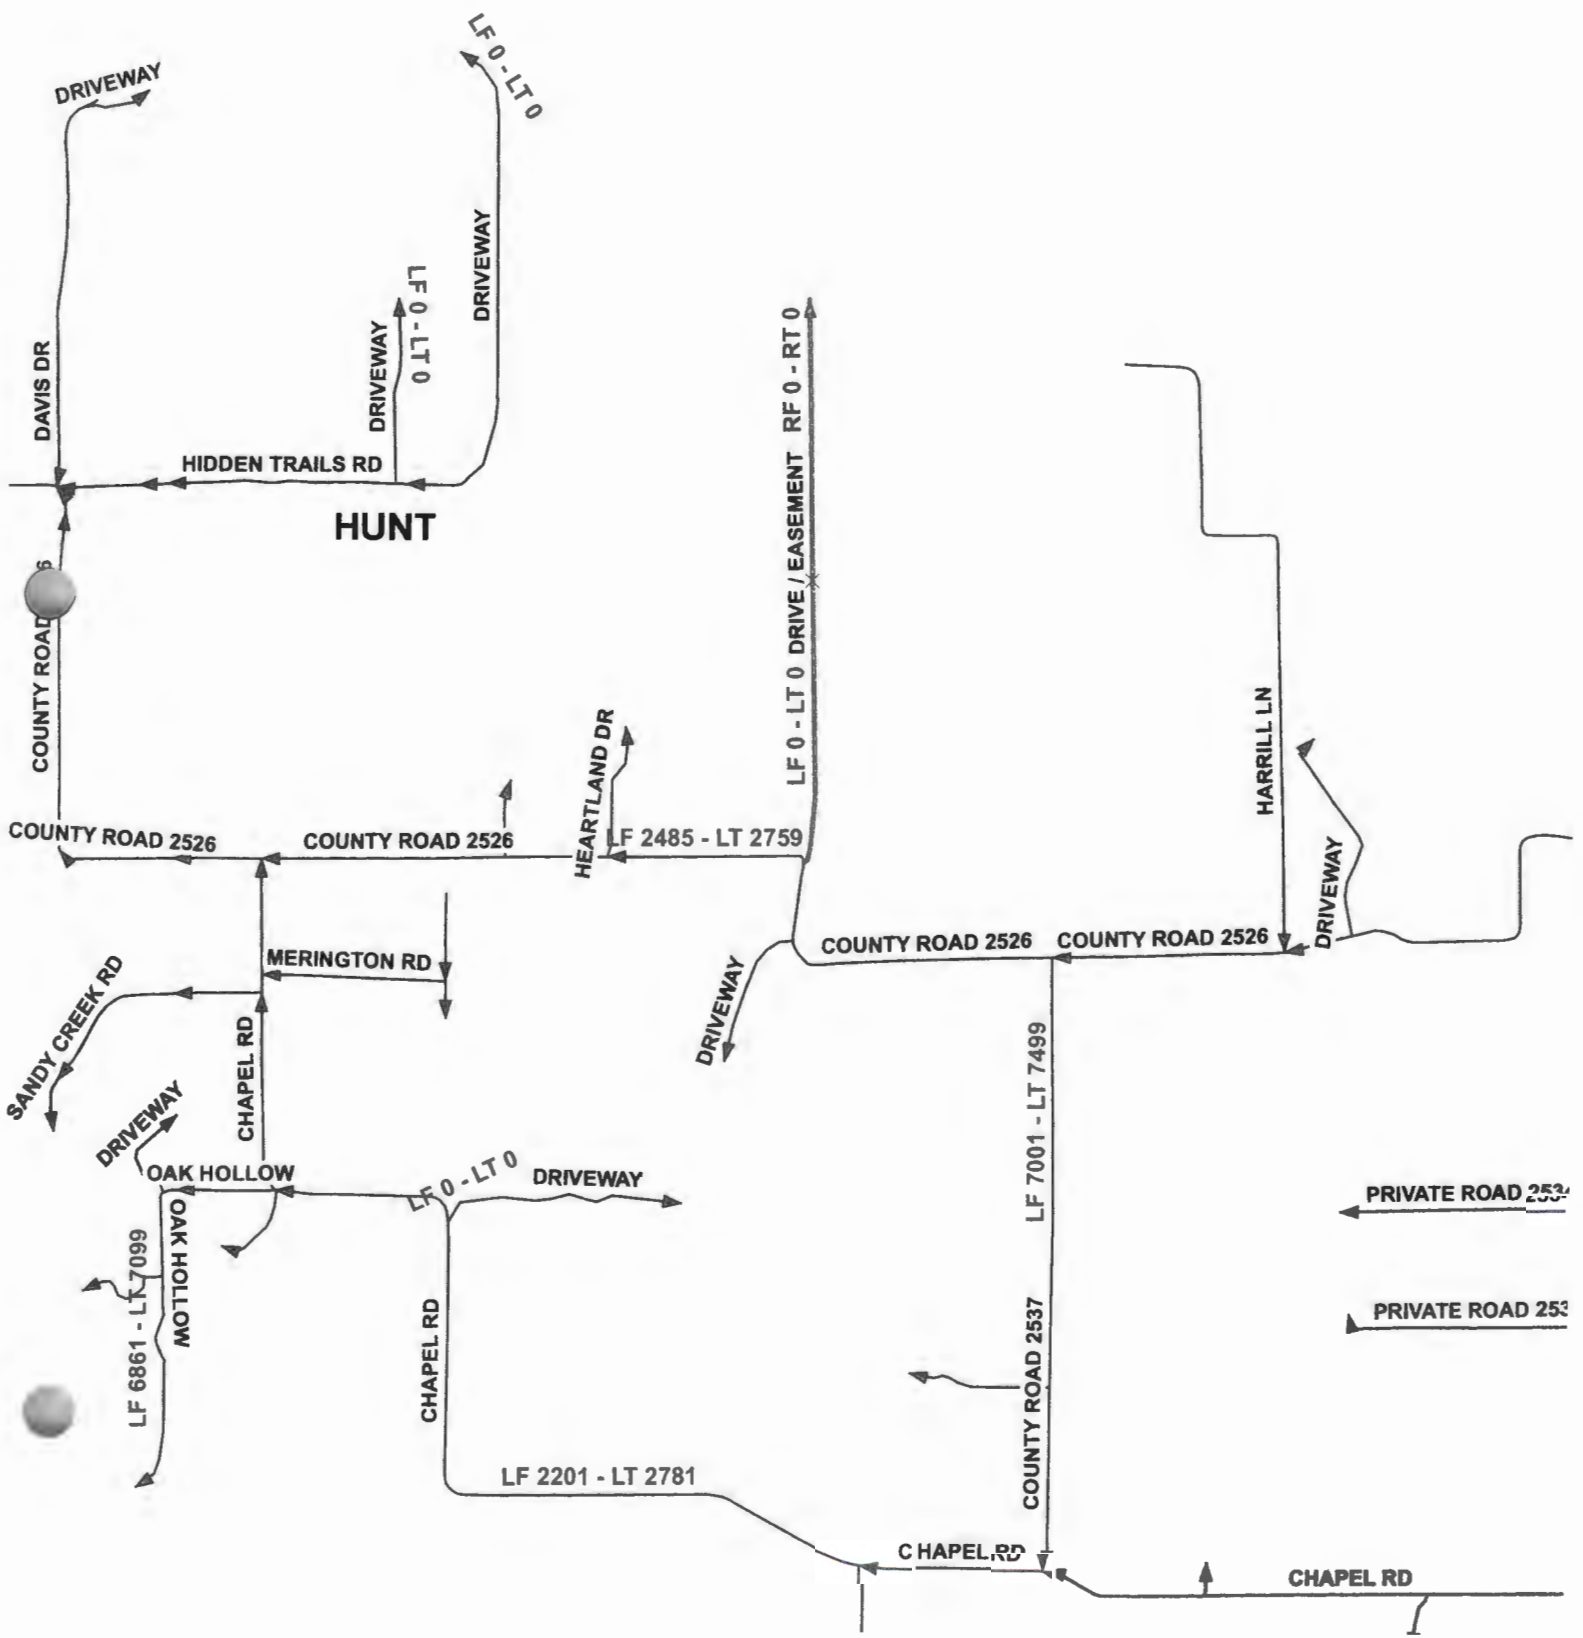 LF 0 - LT 0
DRIVEWAY
DRIVEWAY
LF 0 - LT 0
DRIVEWAY
DAVIS DR
HIDDEN TRAILS RD
HUNT
LF 0 - LT 0 DRIVE / EASEMENT RF 0 - RT 0
COUNTY ROAD
HARRILL LN
HEARTLAND DR
COUNTY ROAD 2526
COUNTY ROAD 2526
LF 2485 - LT 2759
DRIVEWAY
COUNTY ROAD 2526
COUNTY ROAD 2526
MERINGTON RD
SANDY CREEK RD
DRIVEWAY
CHAPEL RD
LF 7001 - LT 7499
DRIVEWAY
OAK HOLLOW
LF 0 - LT 0
DRIVEWAY
PRIVATE ROAD
OAK HOLLOW
LF 6861 - LT 7099
CHAPEL RD
COUNTY ROAD 2537
PRIVATE ROAD
LF 2201 - LT 2781
CHAPEL RD
CHAPEL RD